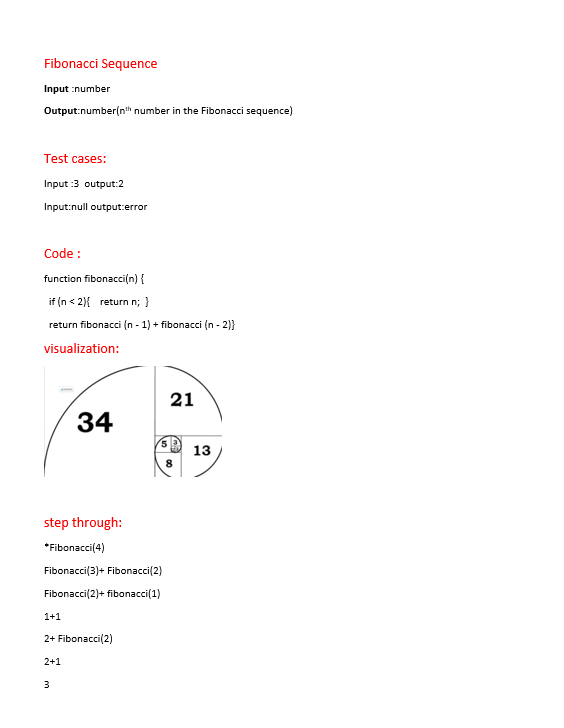 Fibonacci Sequence
Input :number
Output:number(nth number in the Fibonacci sequence)
Test cases:
Input :3 output:2
Input:null output:error
Code :
function fibonacci(n) {
if (n < 2){ return n; }
return fibonacci (n - 1) + fibonacci (n - 2)}
visualization:
34
21
5
3
13
8
step through:
*Fibonacci(4)
Fibonacci(3)+ Fibonacci(2)
Fibonacci(2)+ fibonacci(1)
1+1
2+ Fibonacci(2)
2+1
3